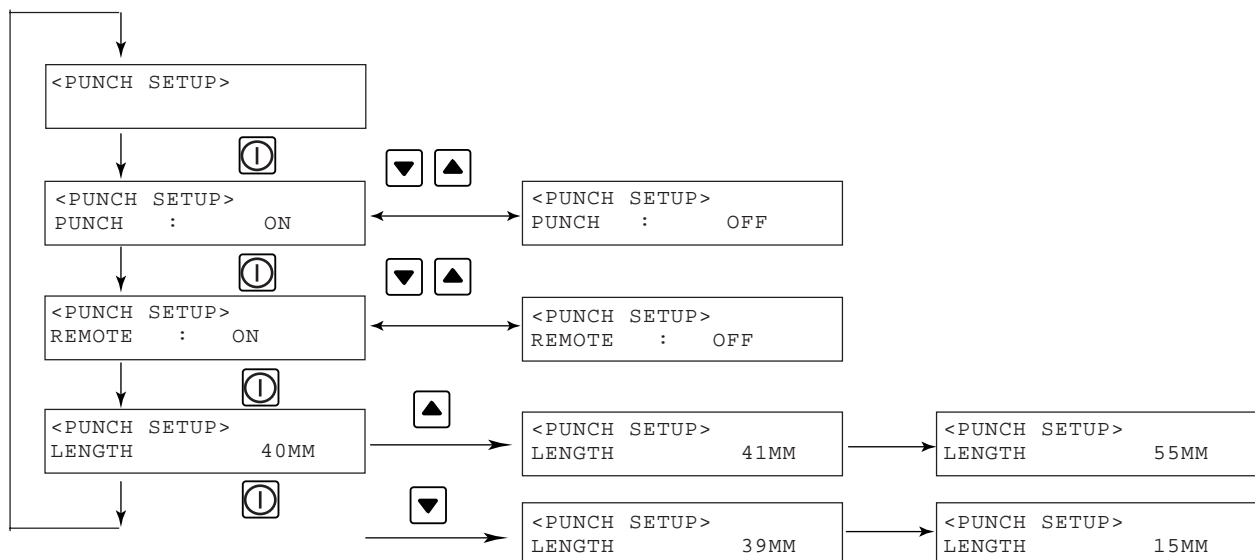 <PUNCH SETUP>
<PUNCH SETUP>
PUNCH : ON
<PUNCH SETUP>
PUNCH : OFF
<PUNCH SETUP>
REMOTE : ON
<PUNCH SETUP>
REMOTE : OFF
<PUNCH SETUP>
LENGTH 40MM
<PUNCH SETUP>
LENGTH 41MM
<PUNCH SETUP>
LENGTH 55MM
<PUNCH SETUP>
LENGTH 39MM
<PUNCH SETUP>
LENGTH 15MM